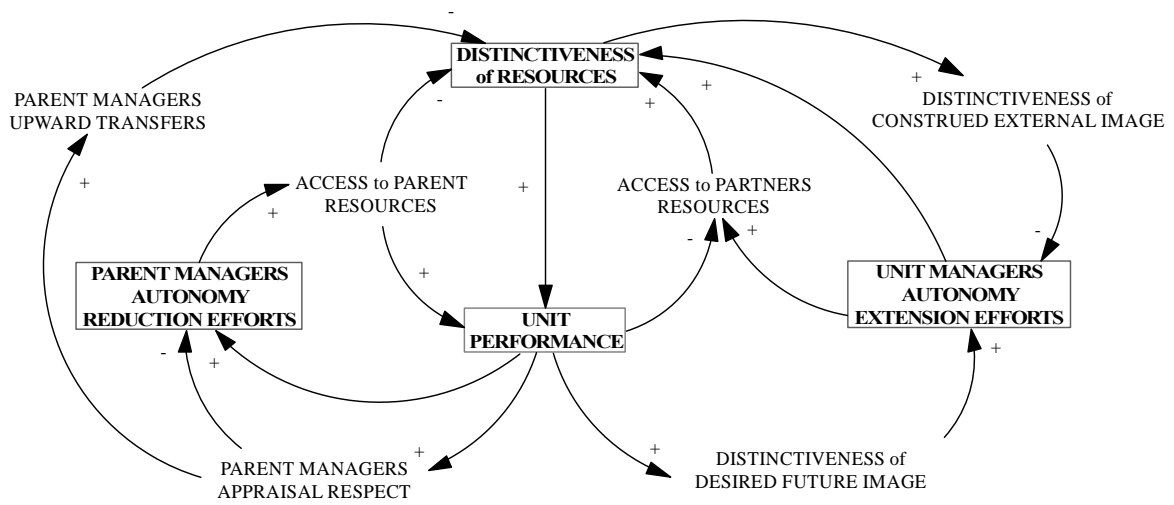 -
DISTINCTIVENESS
of RESOURCES
-
+
+
+
PARENT MANAGERS
UPWARD TRANSFERS
DISTINCTIVENESS of
CONSTRUED EXTERNAL IMAGE
+
+
ACCESS to PARENT
RESOURCES
ACCESS to PARTNERS
RESOURCES
+
+
-
+
-
PARENT MANAGERS
AUTONOMY
REDUCTION EFFORTS
+
UNIT MANAGERS
AUTONOMY
EXTENSION EFFORTS
UNIT
PERFORMANCE
-
+
+
+
+
PARENT MANAGERS
APPRAISAL RESPECT
DISTINCTIVENESS of
DESIRED FUTURE IMAGE